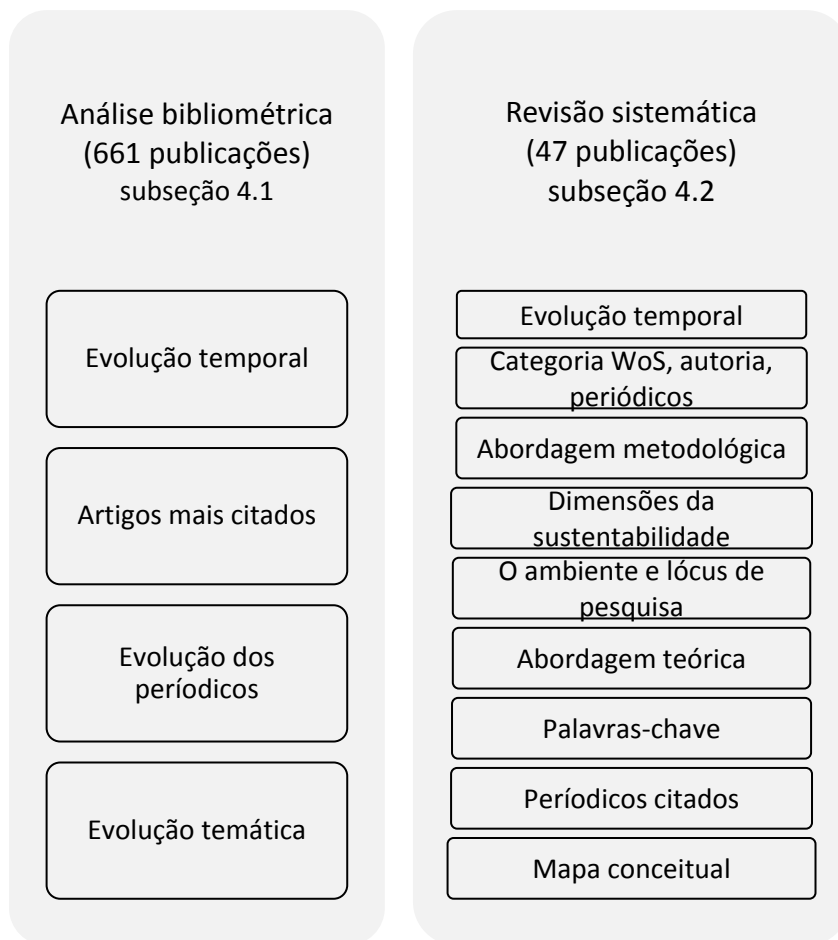 Análise bibliométrica
(661 publicações)
subseção 4.1
Evolução temporal
Artigos mais citados
Evolução dos
períodicos
Evolução temática
Revisão sistemática
(47 publicações)
subseção 4.2
Evolução temporal
Categoria WoS, autoria,
periódicos
Abordagem metodológica
Dimensões da
sustentabilidade
O ambiente e lócus de
pesquisa
Abordagem teórica
Palavras-chave
Períodicos citados
Mapa conceitual